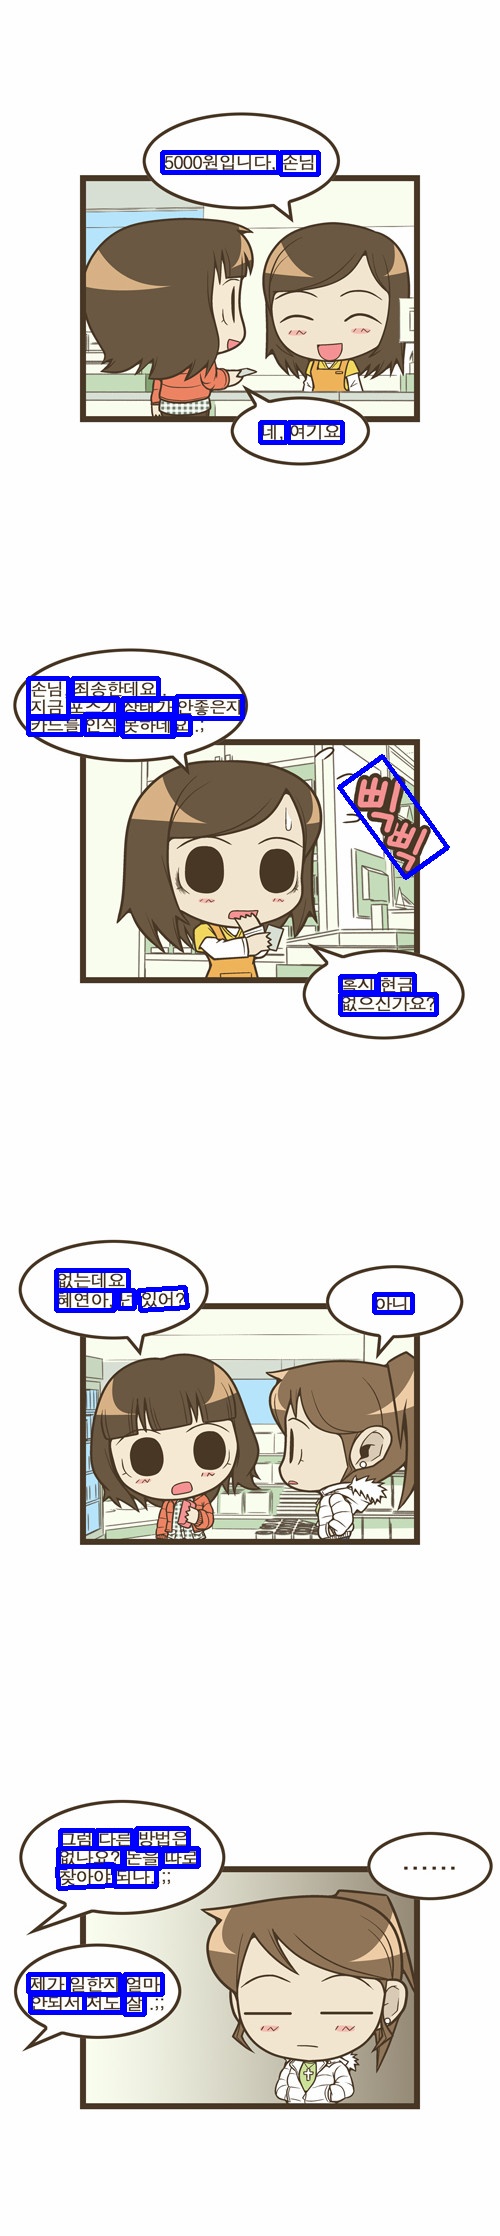 5000원입니다, 손님
네, 여기요
손님, 죄송한데요,
지금 포스기 상태가 안좋은지
카드를 인식 못하네요.;
삑
삑
혹시 현금
없으신가요?
없는데요
혜연아, 넌 있어?
아니
......
그럼 다른 방법은
없나요? 돈을 따로
찾아야 되나.;;
제가 일한지 얼마
안되서 저도 잘.;;